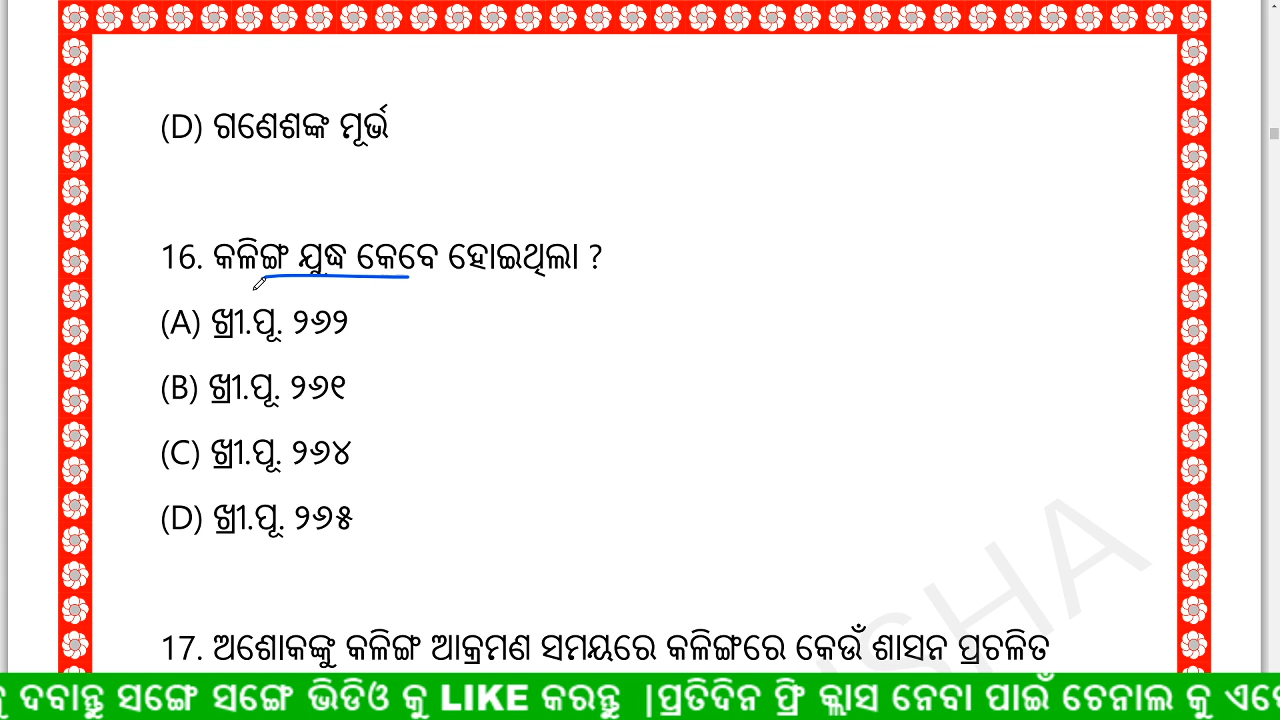 (D) ଗଣେଶଙ୍କ ମୂର୍ଭ
16. କଳିଙ୍ଗ ଯୁଦ୍ଧ କେବେ ହୋଇଥିଲା ?
(A) ଖ୍ରୀ.ପୂ. ୨୬୨
(B) ଖ୍ରୀ.ପୂ. ୨୬୧
(C) ଖ୍ରୀ.ପୂ. ୨୬୪
(D) ଖ୍ରୀ.ପୂ. ୨୬୫
17. ଅଶୋକଙ୍କୁ କଳିଙ୍ଗ ଆକ୍ରମଣ ସମୟରେ କଳିଙ୍ଗରେ କେଉଁ ଶାସନ ପ୍ରଚଳିତ
ଦବାନ୍ତୁ ସଙ୍ଗେ ସଙ୍ଗେ ଭିଡିଓ କୁ LIKE କରନ୍ତୁ |ପ୍ରତିଦିନ ଫ୍ରି କ୍ଲାସ ନେବା ପାଇଁ ଚେନାଲ କୁ